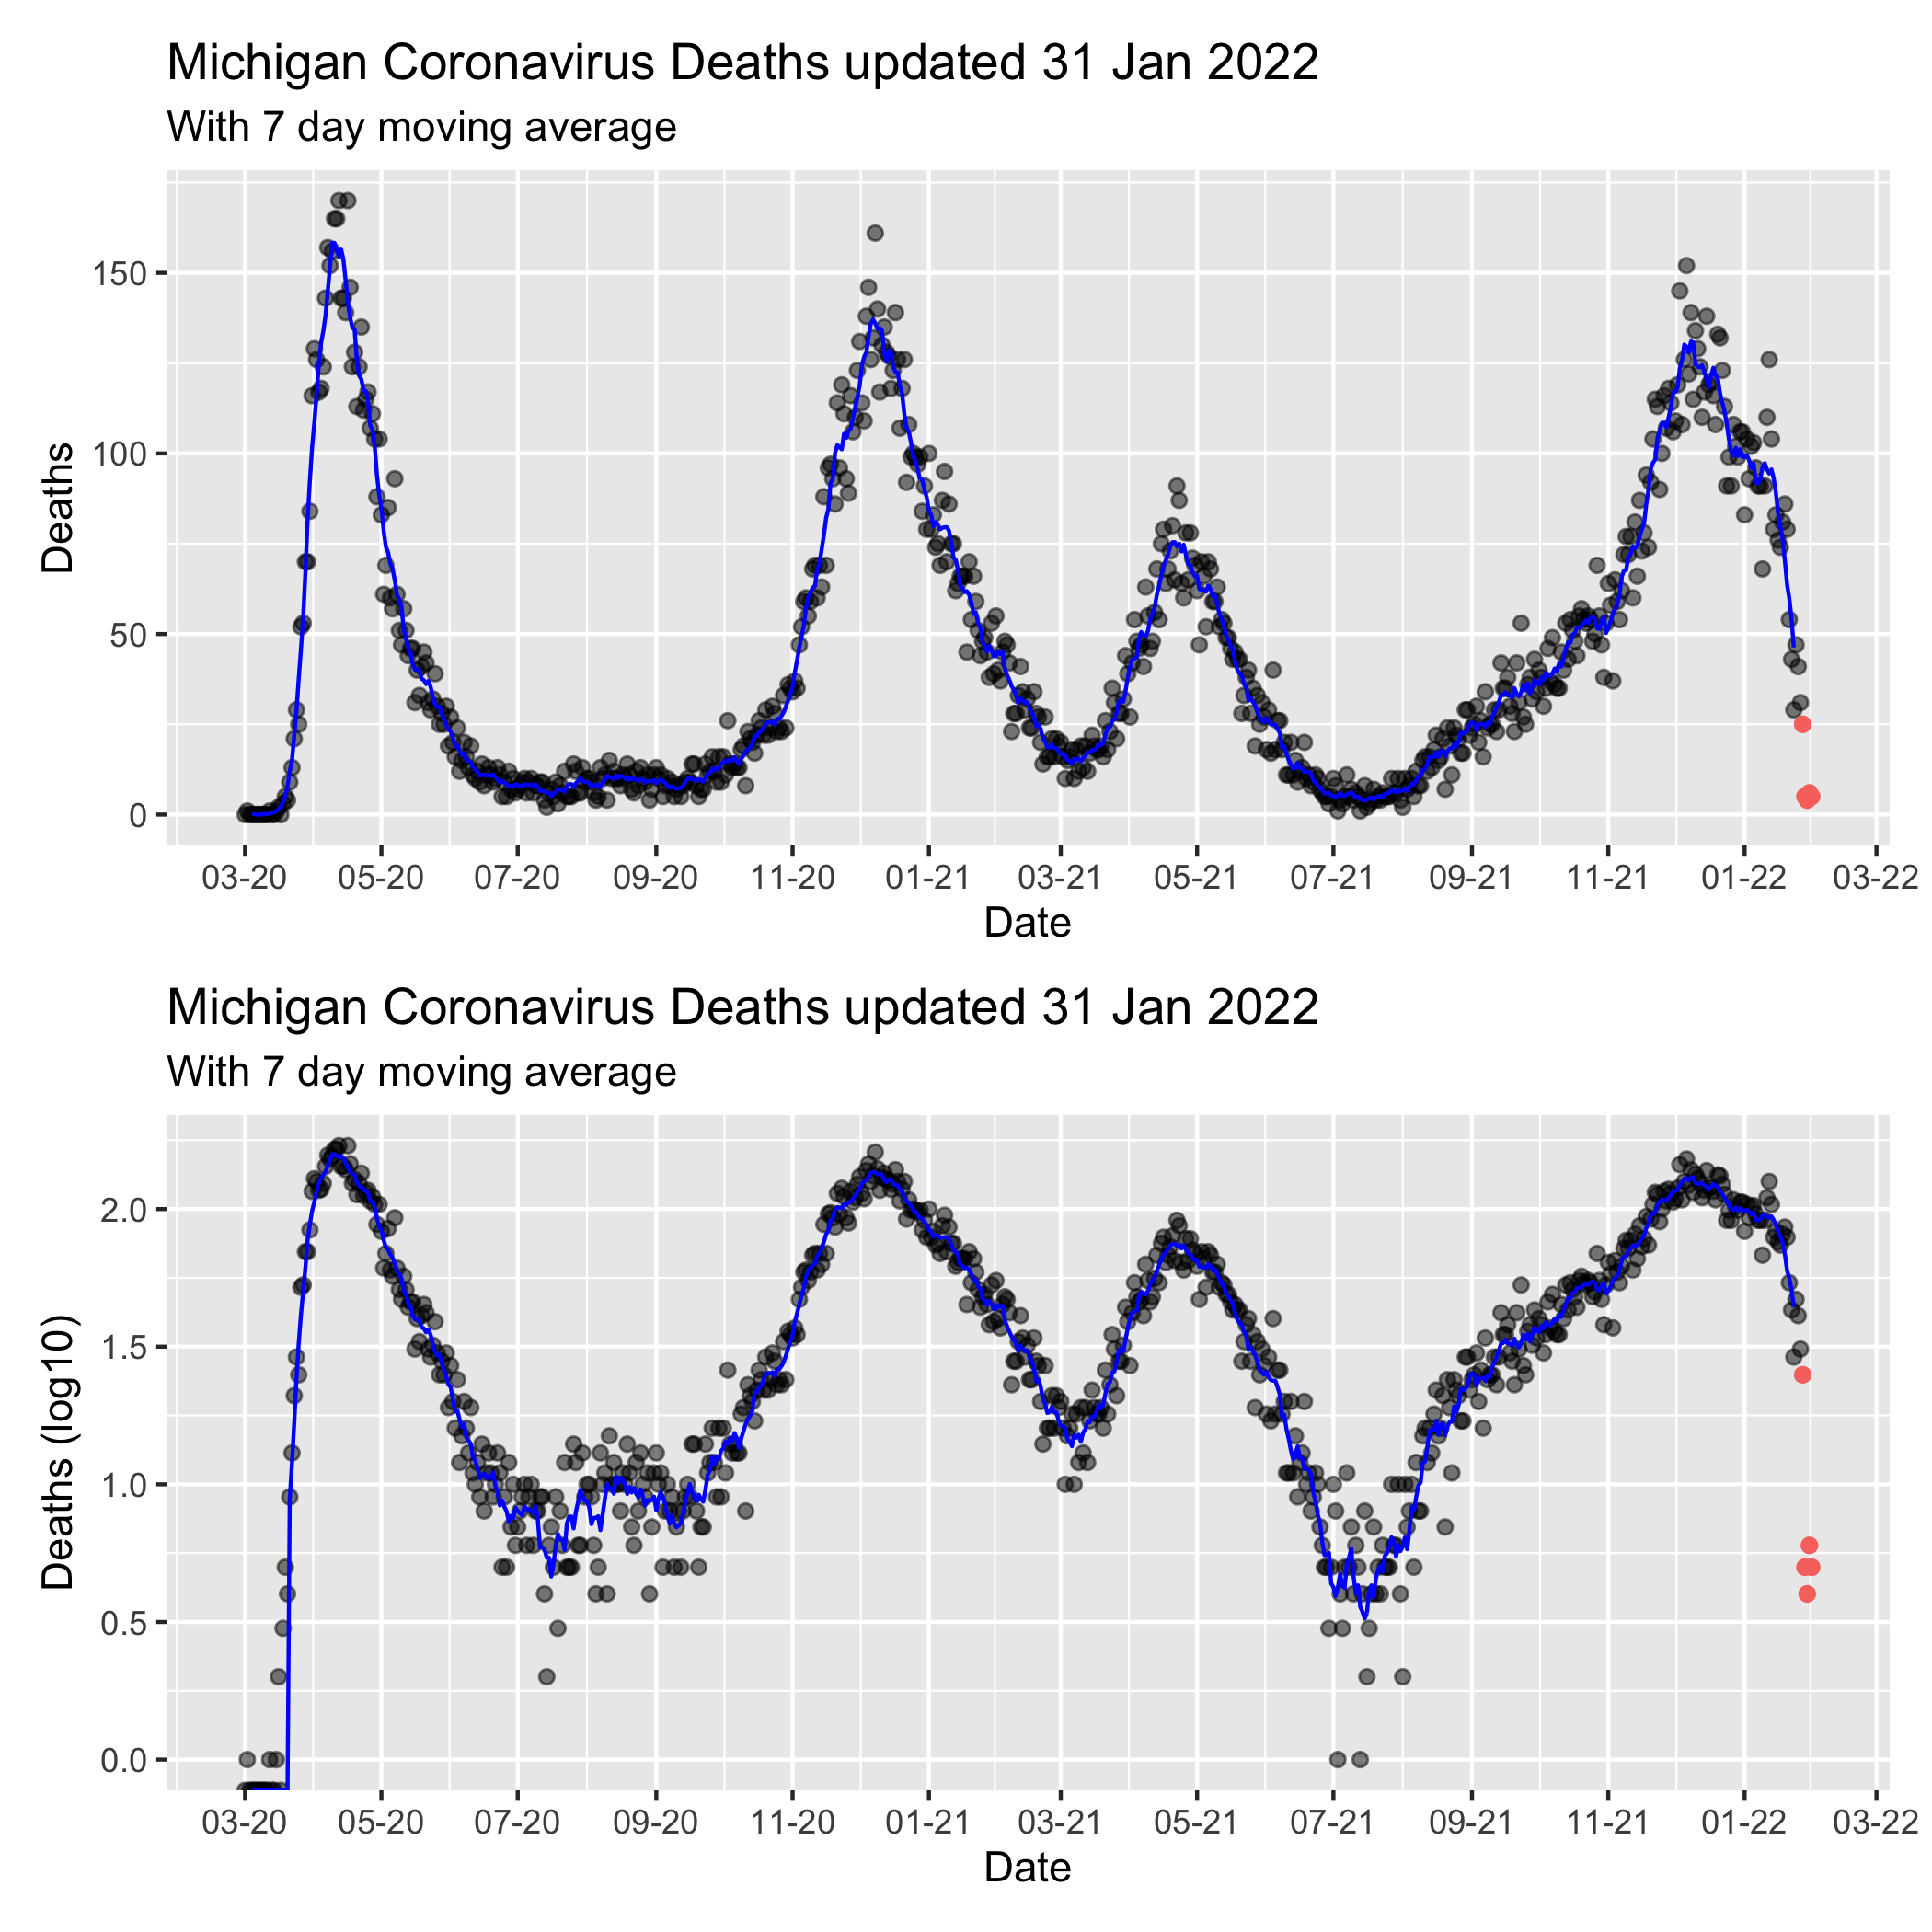 Michigan Coronavirus Deaths updated 31 Jan 2022
With 7 day moving average
Deaths
150
100
50
0
03-20 05-20 07-20 09-20 11-20 01-21 03-21 05-21 07-21 09-21 11-21 01-22 03-22
Date
Michigan Coronavirus Deaths updated 31 Jan 2022
With 7 day moving average
Deaths (log10)
2.0
1.5
1.0
0.5
0.0
03-20 05-20 07-20 09-20 11-20 01-21 03-21 05-21 07-21 09-21 11-21 01-22 03-22
Date